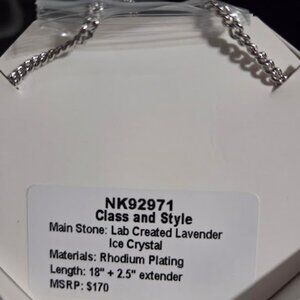 NK92971
Class and Style
Main Stone: Lab Created Lavender
Ice Crystal
Materials: Rhodium Plating
Length: 18" + 2.5" extender
MSRP: $170